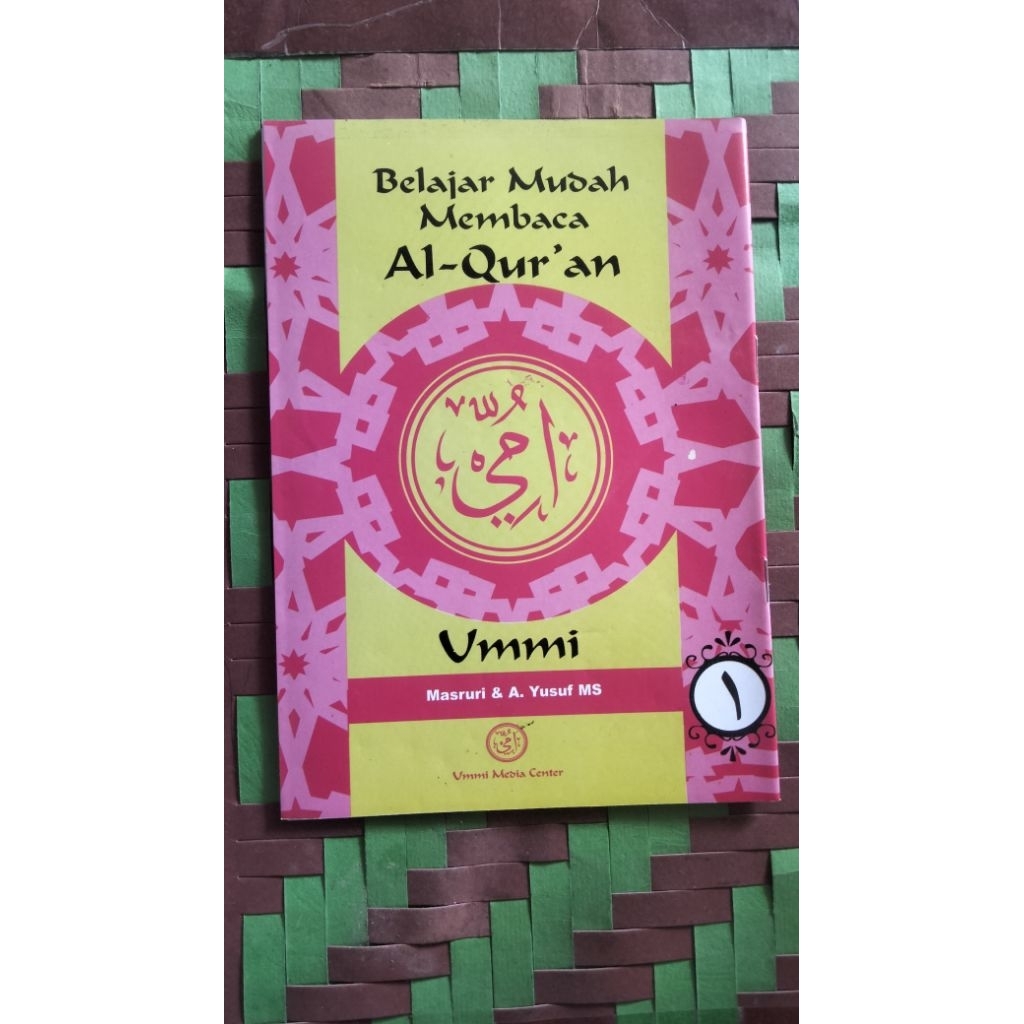 Belajar Mudah
Membaca
Al-Qur'an
أُمِّي
Ummi
Masruri & A. Yusuf MS
١
أمي
Ummi Media Center